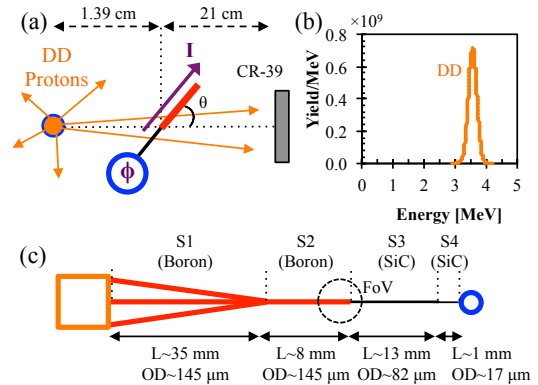 (a)
1.39 cm
21 cm
DD
Protons
I
θ
CR-39
ϕ
(b)
×10⁹
0.8
0.6
0.4
0.2
0.0
Yield/MeV
DD
0 1 2 3 4 5
Energy [MeV]
(c)
S1
(Boron)
S2
(Boron)
S3
(SiC)
S4
(SiC)
FoV
L~35 mm
OD~145 μm
L~8 mm
OD~145 μm
L~13 mm
OD~82 μm
L~1 mm
OD~17 μm